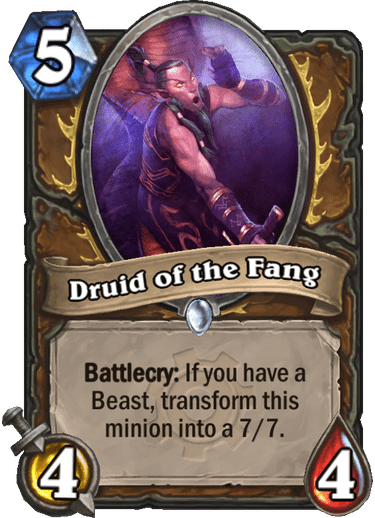 5
Druid of the Fang
Battlecry: If you have a
Beast, transform this
minion into a 7/7.
4
4